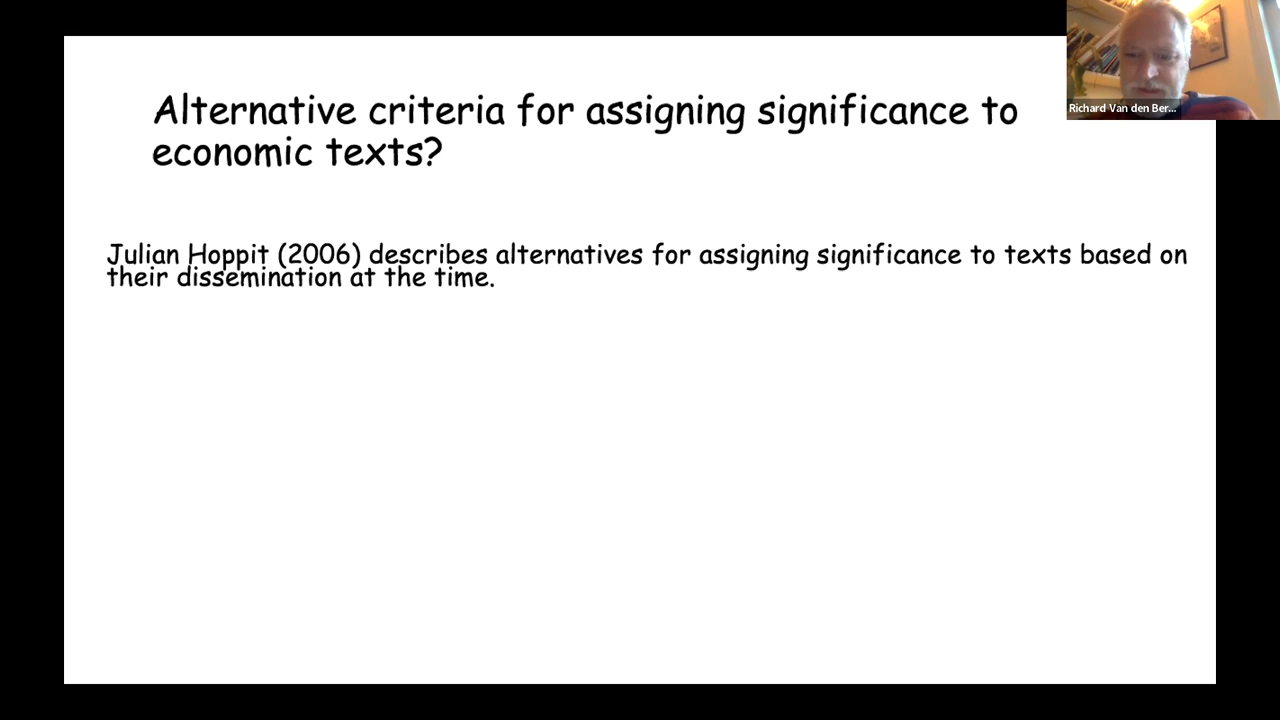 Alternative criteria for assigning significance to
economic texts?
Julian Hoppit (2006) describes alternatives for assigning significance to texts based on
their dissemination at the time.
Richard Van den Ber...